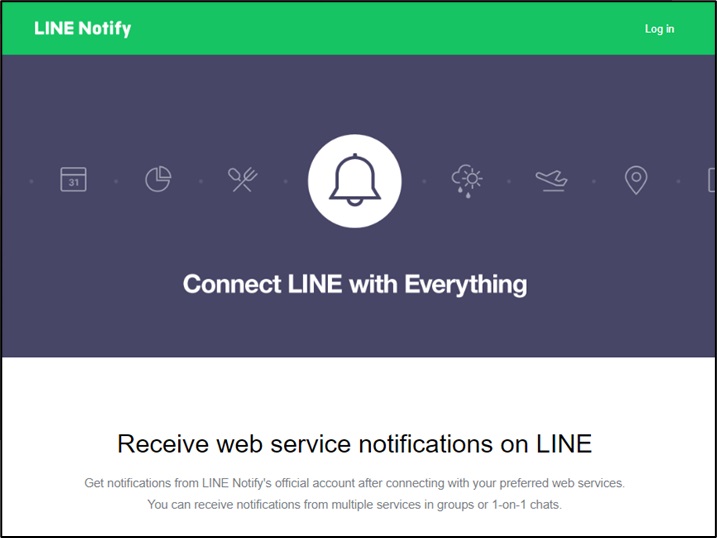 LINE Notify
Log in
31
Connect LINE with Everything
Receive web service notifications on LINE
Get notifications from LINE Notify's official account after connecting with your preferred web services.
You can receive notifications from multiple services in groups or 1-on-1 chats.